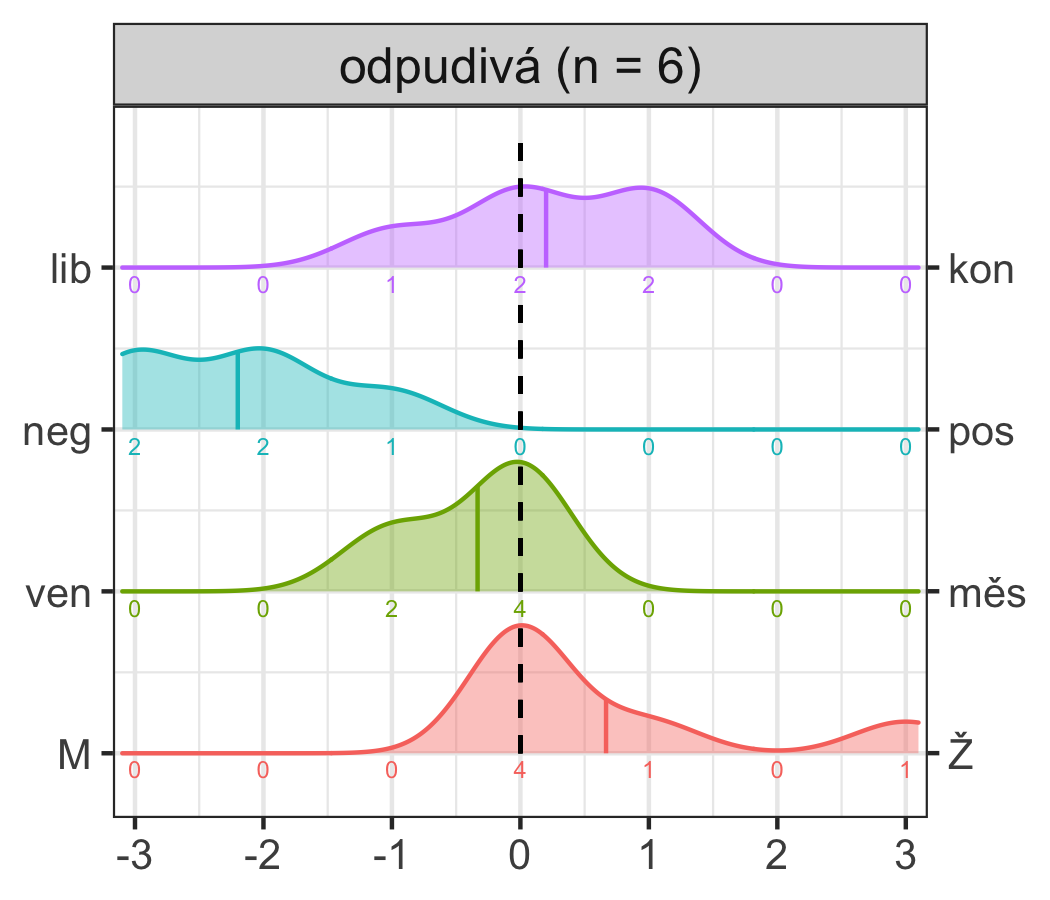 odpudivá (n = 6)
lib kon
0 0 1 2 2 0 0
neg pos
2 2 1 0 0 0 0
ven měs
0 0 2 4 0 0 0
M Ž
0 0 0 4 1 0 1
-3 -2 -1 0 1 2 3